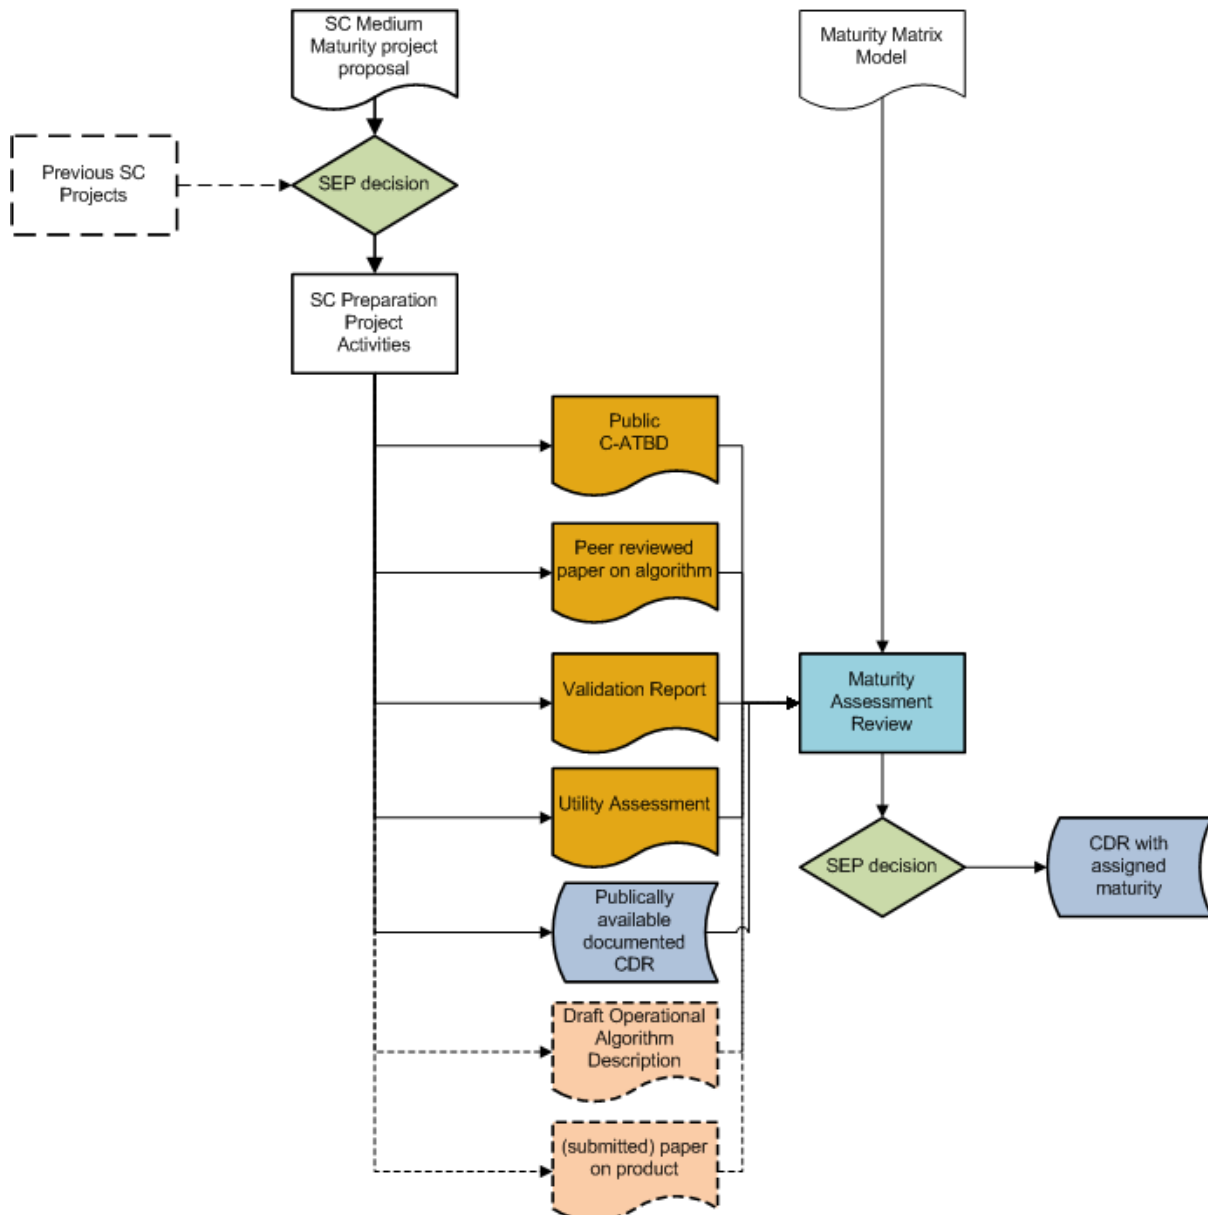 SC Medium
Maturity project
proposal
Maturity Matrix
Model
Previous SC
Projects
SEP decision
SC Preparation
Project
Activities
Public
C-ATBD
Peer reviewed
paper on algorithm
Validation Report
Maturity
Assessment
Review
Utility Assessment
SEP decision
CDR with
assigned
maturity
Publically
available
documented
CDR
Draft Operational
Algorithm
Description
(submitted) paper
on product